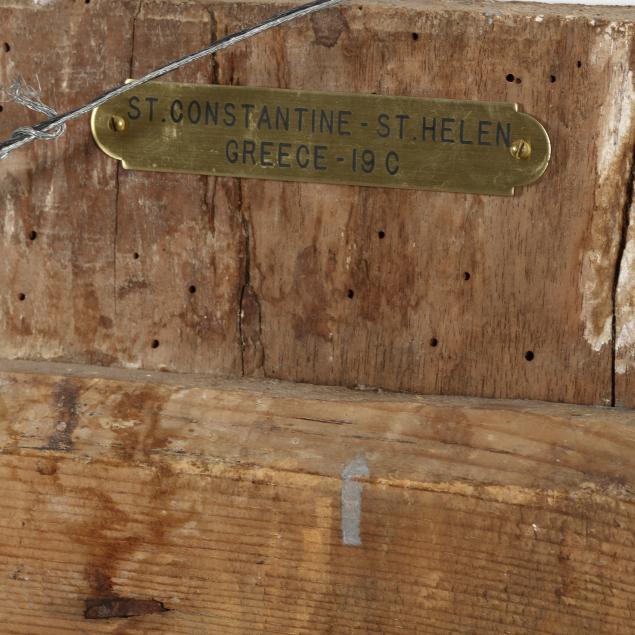 ST.CONSTANTINE - ST.HELEN
GREECE - 19 C